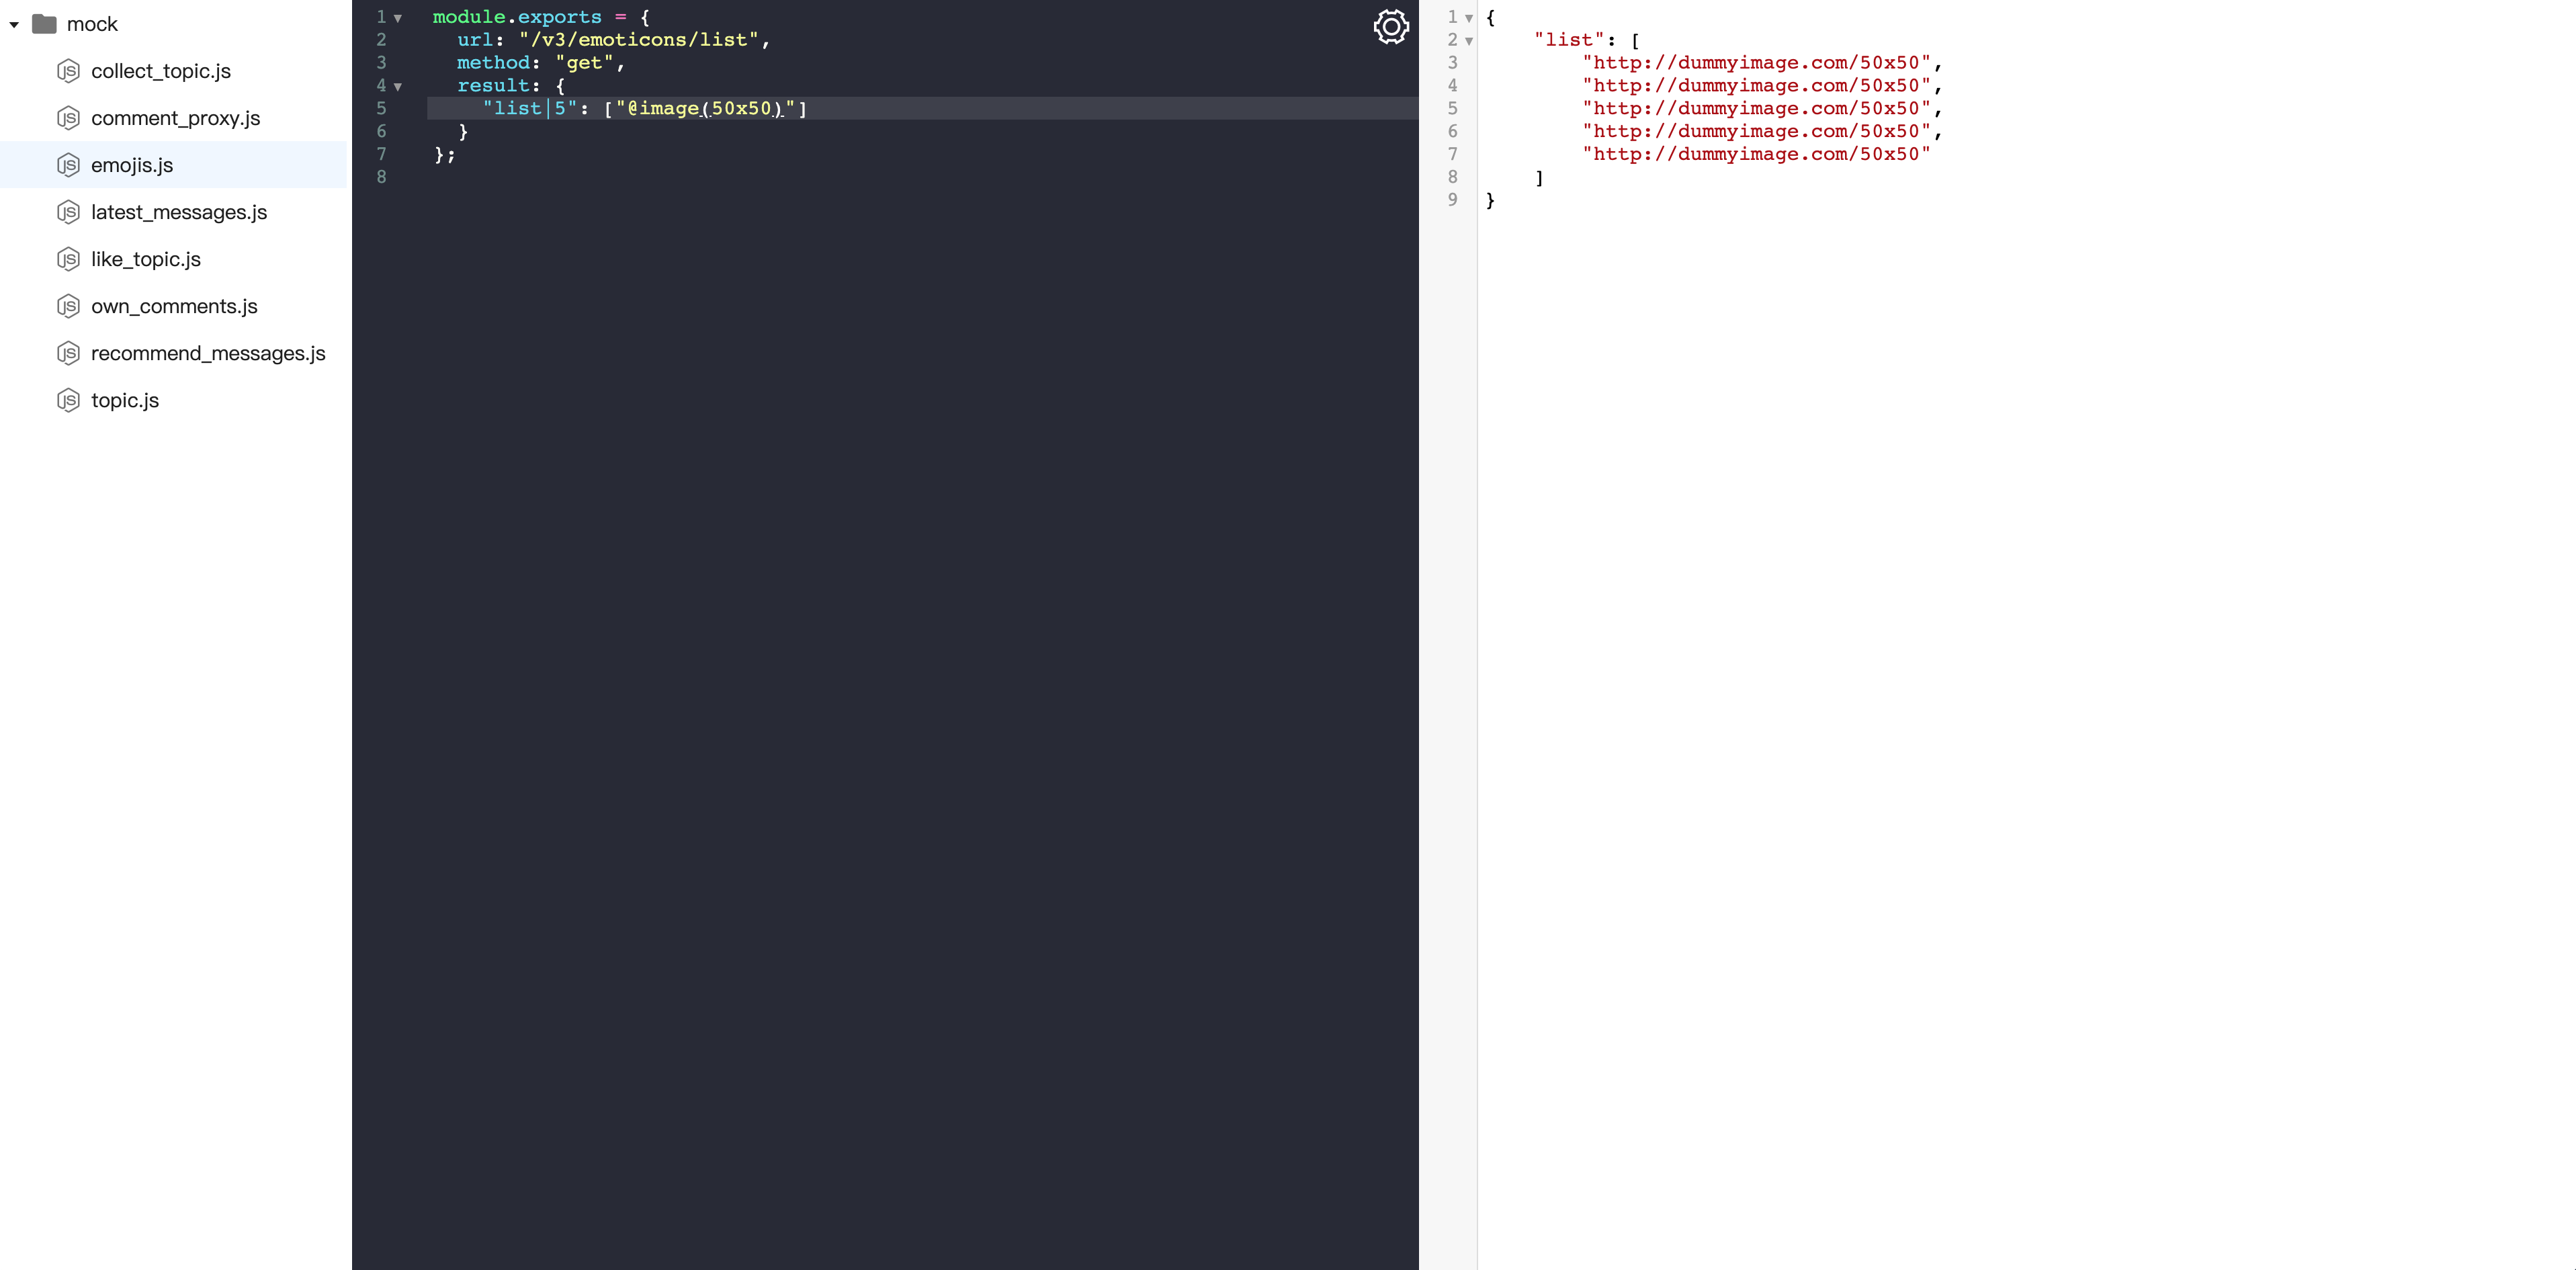 mock
collect_topic.js
comment_proxy.js
emojis.js
latest_messages.js
like_topic.js
own_comments.js
recommend_messages.js
topic.js
1 module.exports = {
2 url: "/v3/emoticons/list",
3 method: "get",
4 result: {
5 "list|5": ["@image(50x50)"]
6 }
7 };
8
1 {
2 "list": [
3 "http://dummyimage.com/50x50",
4 "http://dummyimage.com/50x50",
5 "http://dummyimage.com/50x50",
6 "http://dummyimage.com/50x50",
7 "http://dummyimage.com/50x50"
8 ]
9 }